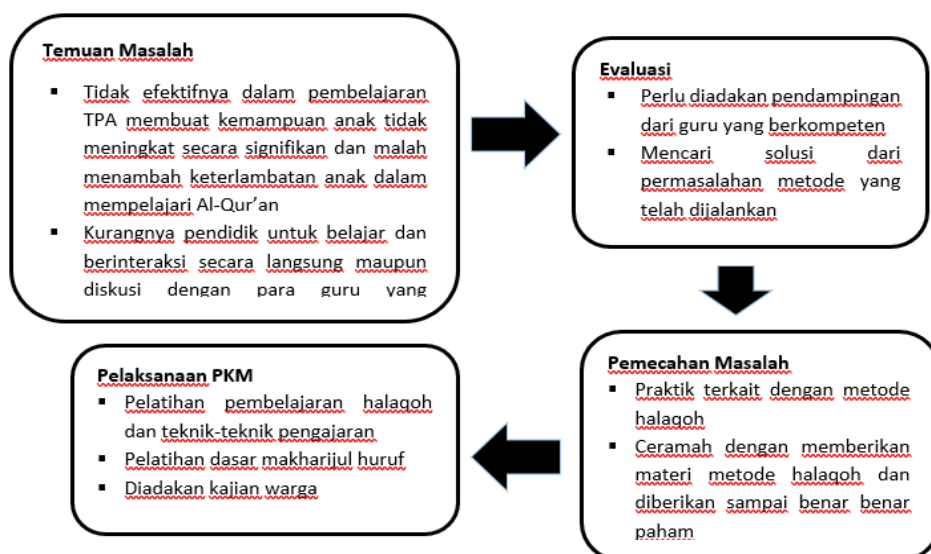 Temuan Masalah
▪ Tidak efektifnya dalam pembelajaran
TPA membuat kemampuan anak tidak
meningkat secara signifikan dan malah
menambah keterlambatan anak dalam
mempelajari Al-Qur’an
▪ Kurangnya pendidik untuk belajar dan
berinteraksi secara langsung maupun
diskusi dengan para guru yang
Evaluasi
▪ Perlu diadakan pendampingan
dari guru yang berkompeten
▪ Mencari solusi dari
permasalahan metode yang
telah dijalankan
Pemecahan Masalah
▪ Praktik terkait dengan metode
halaqoh
▪ Ceramah dengan memberikan
materi metode halaqoh dan
diberikan sampai benar benar
paham
Pelaksanaan PKM
▪ Pelatihan pembelajaran halaqoh
dan teknik-teknik pengajaran
▪ Pelatihan dasar makharijul huruf
▪ Diadakan kajian warga